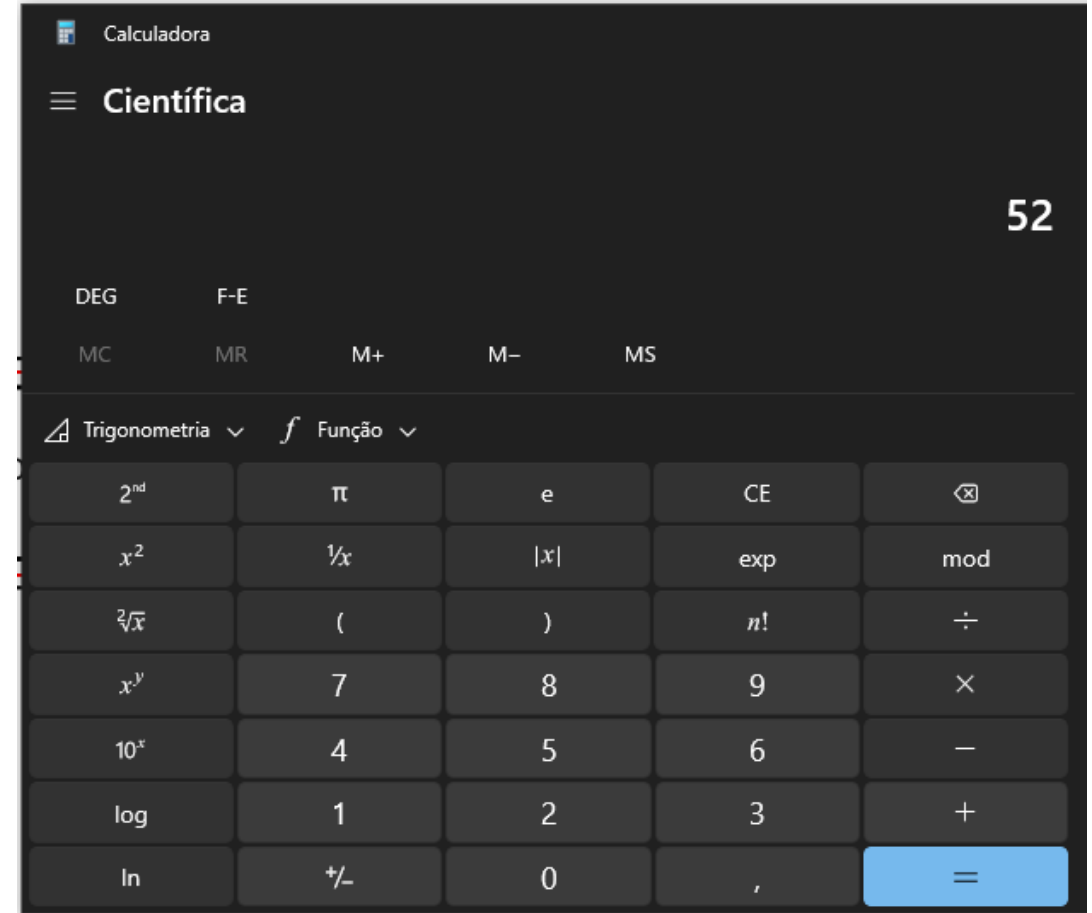 Calculadora
Científica
52
DEG F-E
MC MR M+ M− MS
Trigonometria f Função
2ⁿᵈ π e CE
x² ¹/x |x| exp mod
²√x ( ) n! ÷
xʸ 7 8 9 ×
10ˣ 4 5 6 −
log 1 2 3 +
ln +/− 0 , =